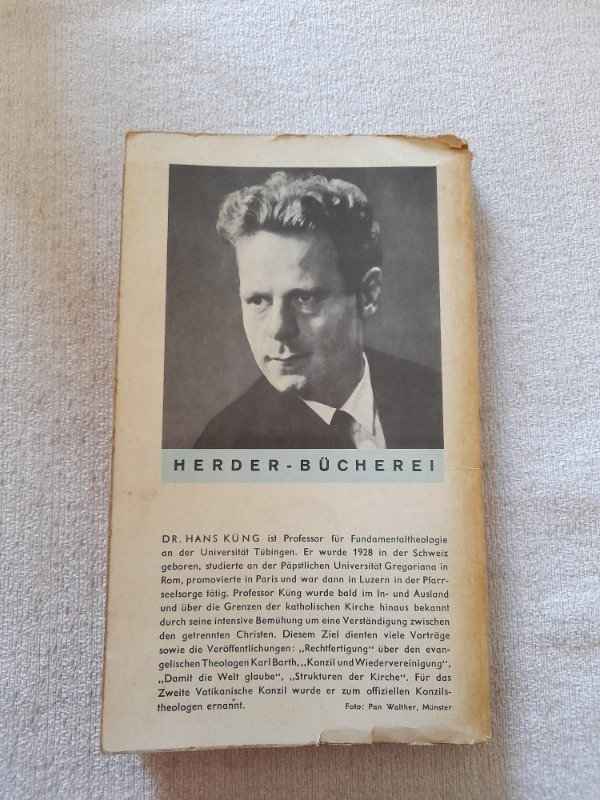 HERDER-BÜCHEREI
DR. HANS KÜNG ist Professor für Fundamentaltheologie
an der Universität Tübingen. Er wurde 1928 in der Schweiz
geboren, studierte an der Päpstlichen Universität Gregoriana in
Rom, promovierte in Paris und war dann in Luzern in der Pfarr-
seelsorge tätig. Professor Küng wurde bald im In- und Ausland
und über die Grenzen der katholischen Kirche hinaus bekannt
durch seine intensive Bemühung um eine Verständigung zwischen
den getrennten Christen. Diesem Ziel dienten viele Vorträge
sowie die Veröffentlichungen: „Rechtfertigung“ über den evan-
gelischen Theologen Karl Barth, „Konzil und Wiedervereinigung“,
„Damit die Welt glaube“, „Strukturen der Kirche“. Für das
Zweite Vatikanische Konzil wurde er zum offiziellen Konzils-
theologen ernannt. Foto: Pan Walther, Münster